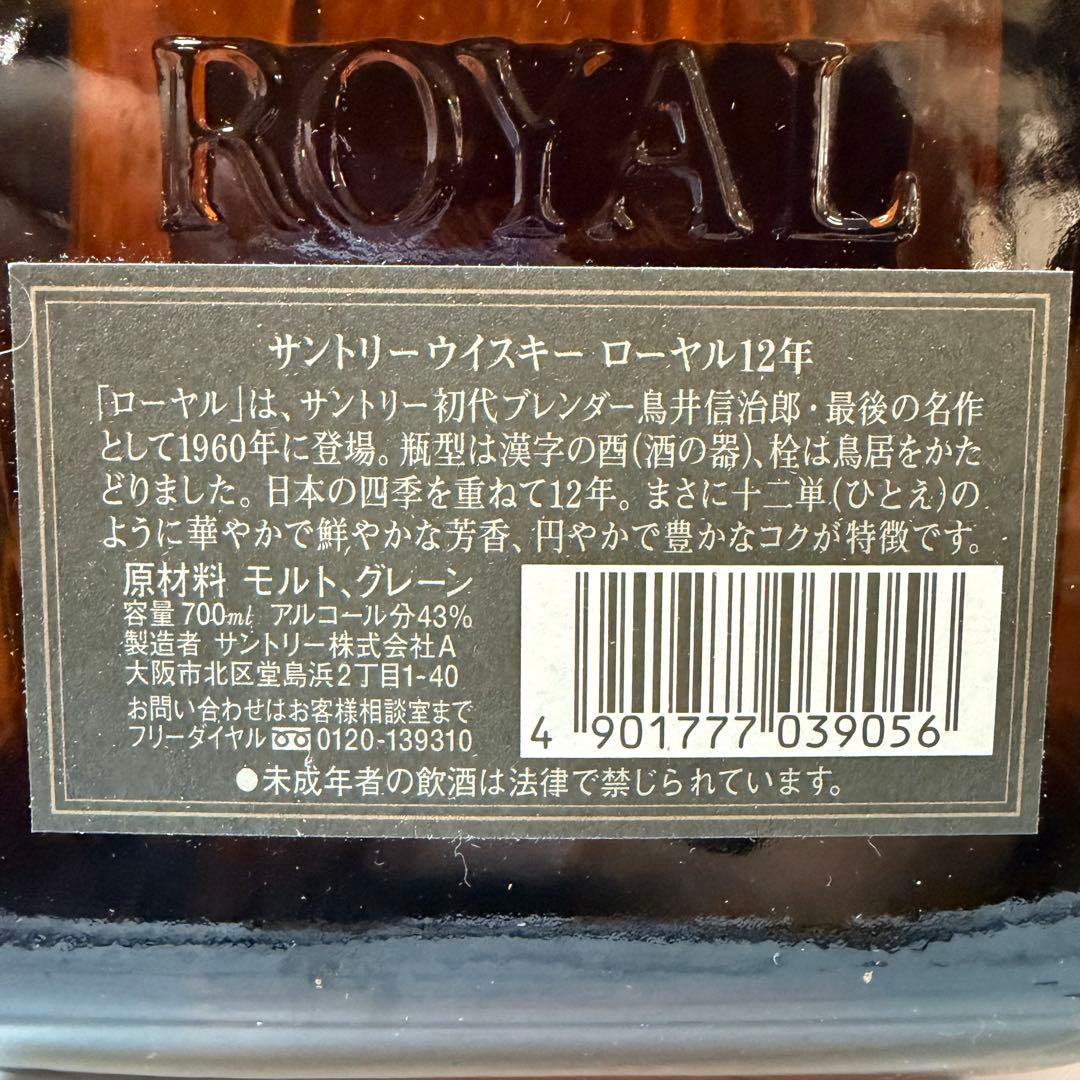 ROYAL
サントリーウイスキー ローヤル12年
「ローヤル」は、サントリー初代ブレンダー鳥井信治郎・最後の名作
として1960年に登場。瓶型は漢字の酉(酒の器)、栓は鳥居をかた
どりました。日本の四季を重ねて12年。まさに十二単(ひとえ)の
ように華やかで鮮やかな芳香、円やかで豊かなコクが特徴です。
原材料 モルト、グレーン
容量 700mℓ アルコール分43%
製造者 サントリー株式会社A
大阪市北区堂島浜2丁目1-40
お問い合わせはお客様相談室まで
フリーダイヤル 0120-139310
4 901777 039056
●未成年者の飲酒は法律で禁じられています。